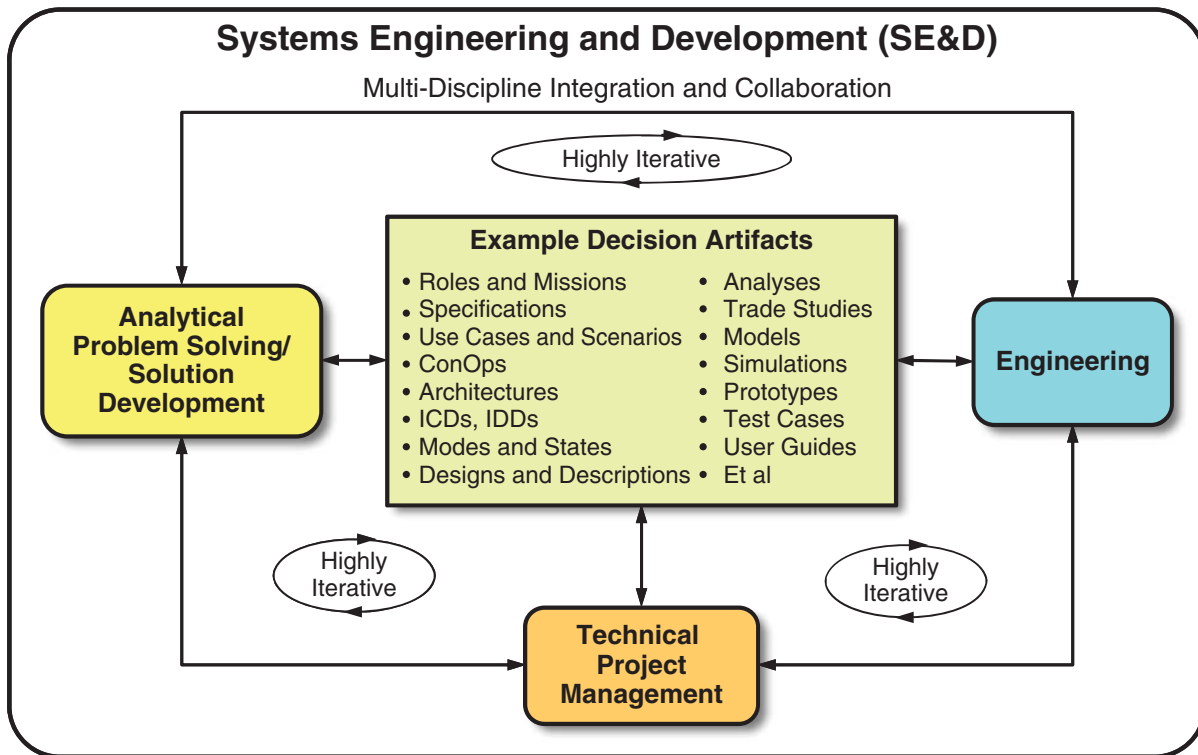 Systems Engineering and Development (SE&D)
Multi-Discipline Integration and Collaboration
Highly Iterative
Example Decision Artifacts
• Roles and Missions
• Specifications
• Use Cases and Scenarios
• ConOps
• Architectures
• ICDs, IDDs
• Modes and States
• Designs and Descriptions
• Analyses
• Trade Studies
• Models
• Simulations
• Prototypes
• Test Cases
• User Guides
• Et al
Analytical
Problem Solving/
Solution
Development
Engineering
Highly
Iterative
Highly
Iterative
Technical
Project
Management